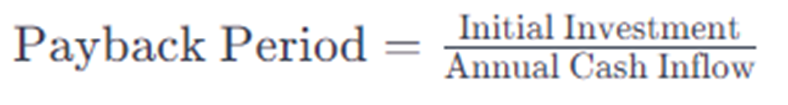 Payback Period = Initial Investment
Annual Cash Inflow